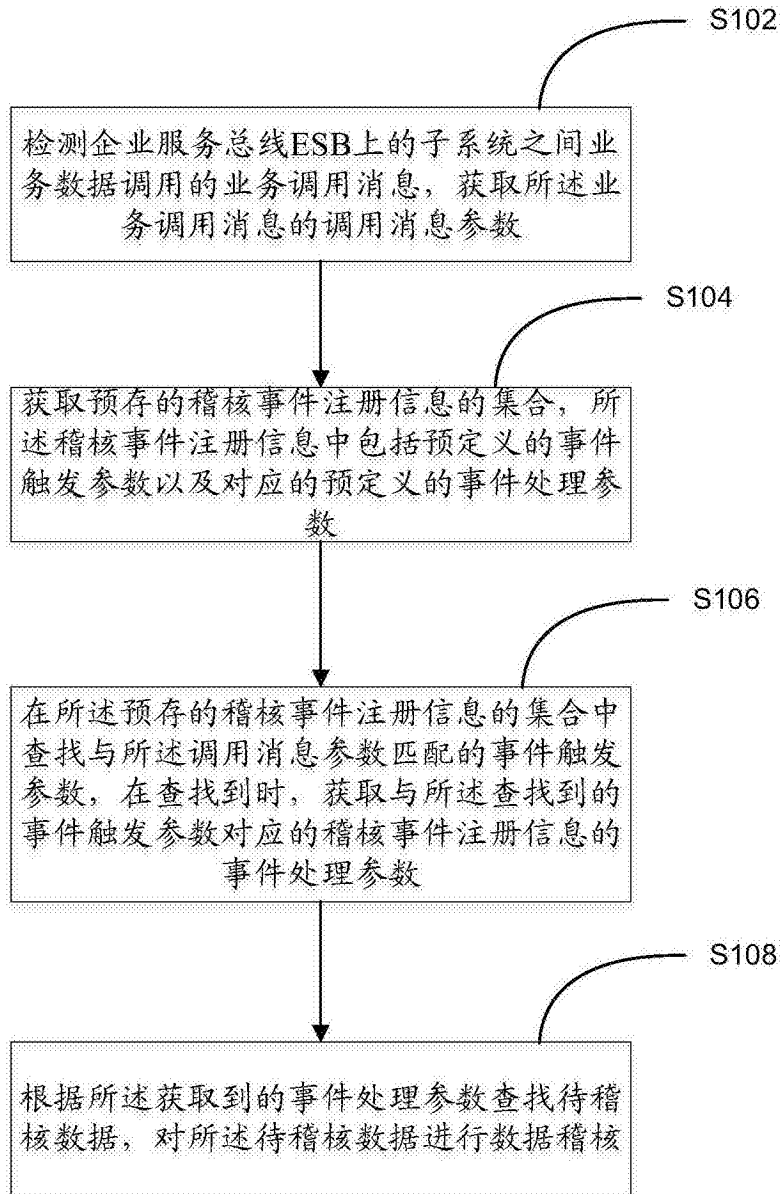 S102
检测企业服务总线ESB上的子系统之间业
务数据调用的业务调用消息，获取所述业
务调用消息的调用消息参数
S104
获取预存的稽核事件注册信息的集合，所
述稽核事件注册信息中包括预定义的事件
触发参数以及对应的预定义的事件处理参
数
S106
在所述预存的稽核事件注册信息的集合中
查找与所述调用消息参数匹配的事件触发
参数，在查找到时，获取与所述查找到的
事件触发参数对应的稽核事件注册信息的
事件处理参数
S108
根据所述获取到的事件处理参数查找待稽
核数据，对所述待稽核数据进行数据稽核